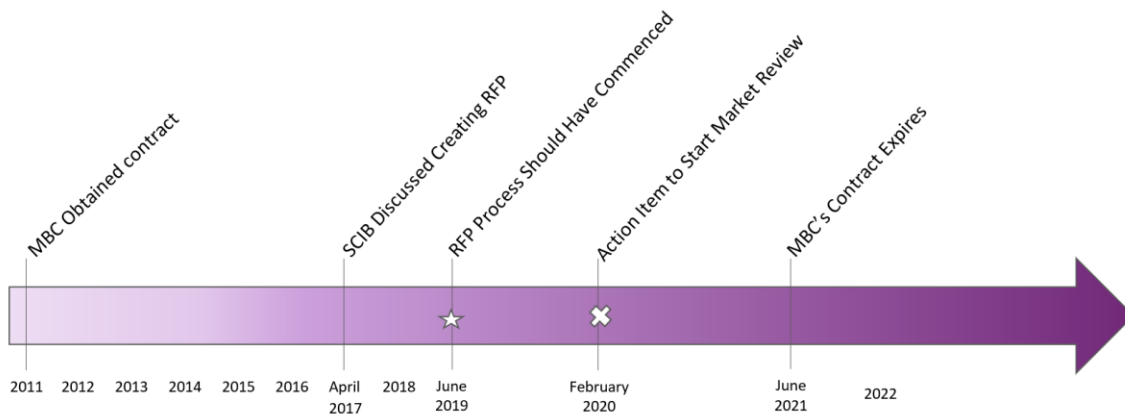 MBC Obtained contract
SCIB Discussed Creating RFP
RFP Process Should Have Commenced
Action Item to Start Market Review
MBC's Contract Expires
2011
2012
2013
2014
2015
2016
April
2017
2018
June
2019
February
2020
June
2021
2022